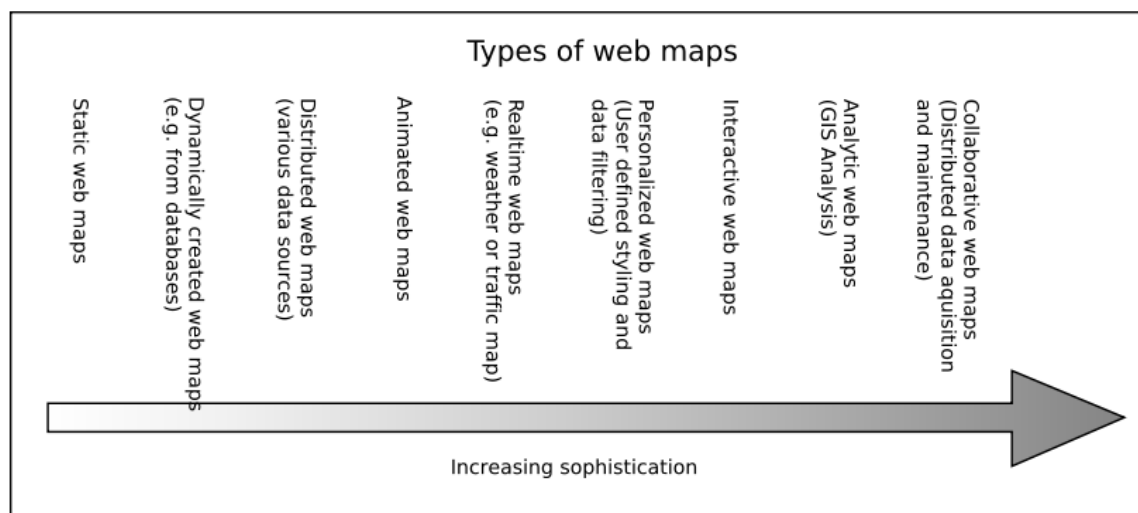 Types of web maps
Static web maps
Dynamically created web maps
(e.g. from databases)
Distributed web maps
(various data sources)
Animated web maps
Realtime web maps
(e.g. weather or traffic map)
Personalized web maps
(User defined styling and
data filtering)
Interactive web maps
Analytic web maps
(GIS Analysis)
Collaborative web maps
(Distributed data aquisition
and maintenance)
Increasing sophistication